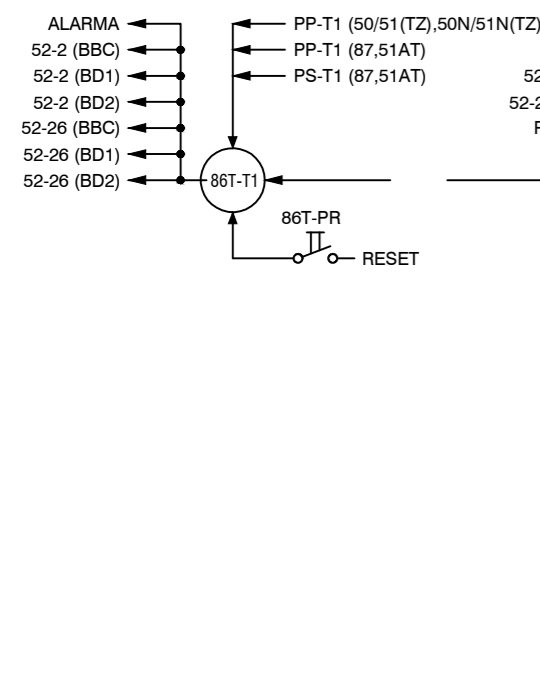 ALARMA
52-2 (BBC)
52-2 (BD1)
52-2 (BD2)
52-26 (BBC)
52-26 (BD1)
52-26 (BD2)
PP-T1 (50/51(TZ),50N/51N(TZ)
PP-T1 (87,51AT)
PS-T1 (87,51AT)
86T-T1
86T-PR
RESET